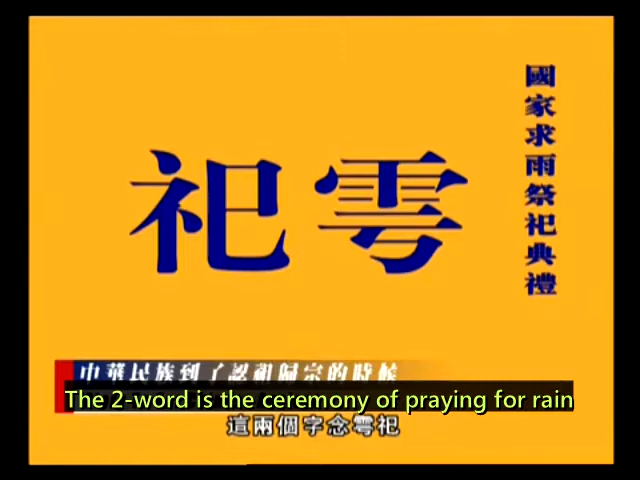 國家求雨祭祀典禮
雩祀
中華民族到了認祖歸宗的時候
The 2-word is the ceremony of praying for rain
這兩個字念雩祀